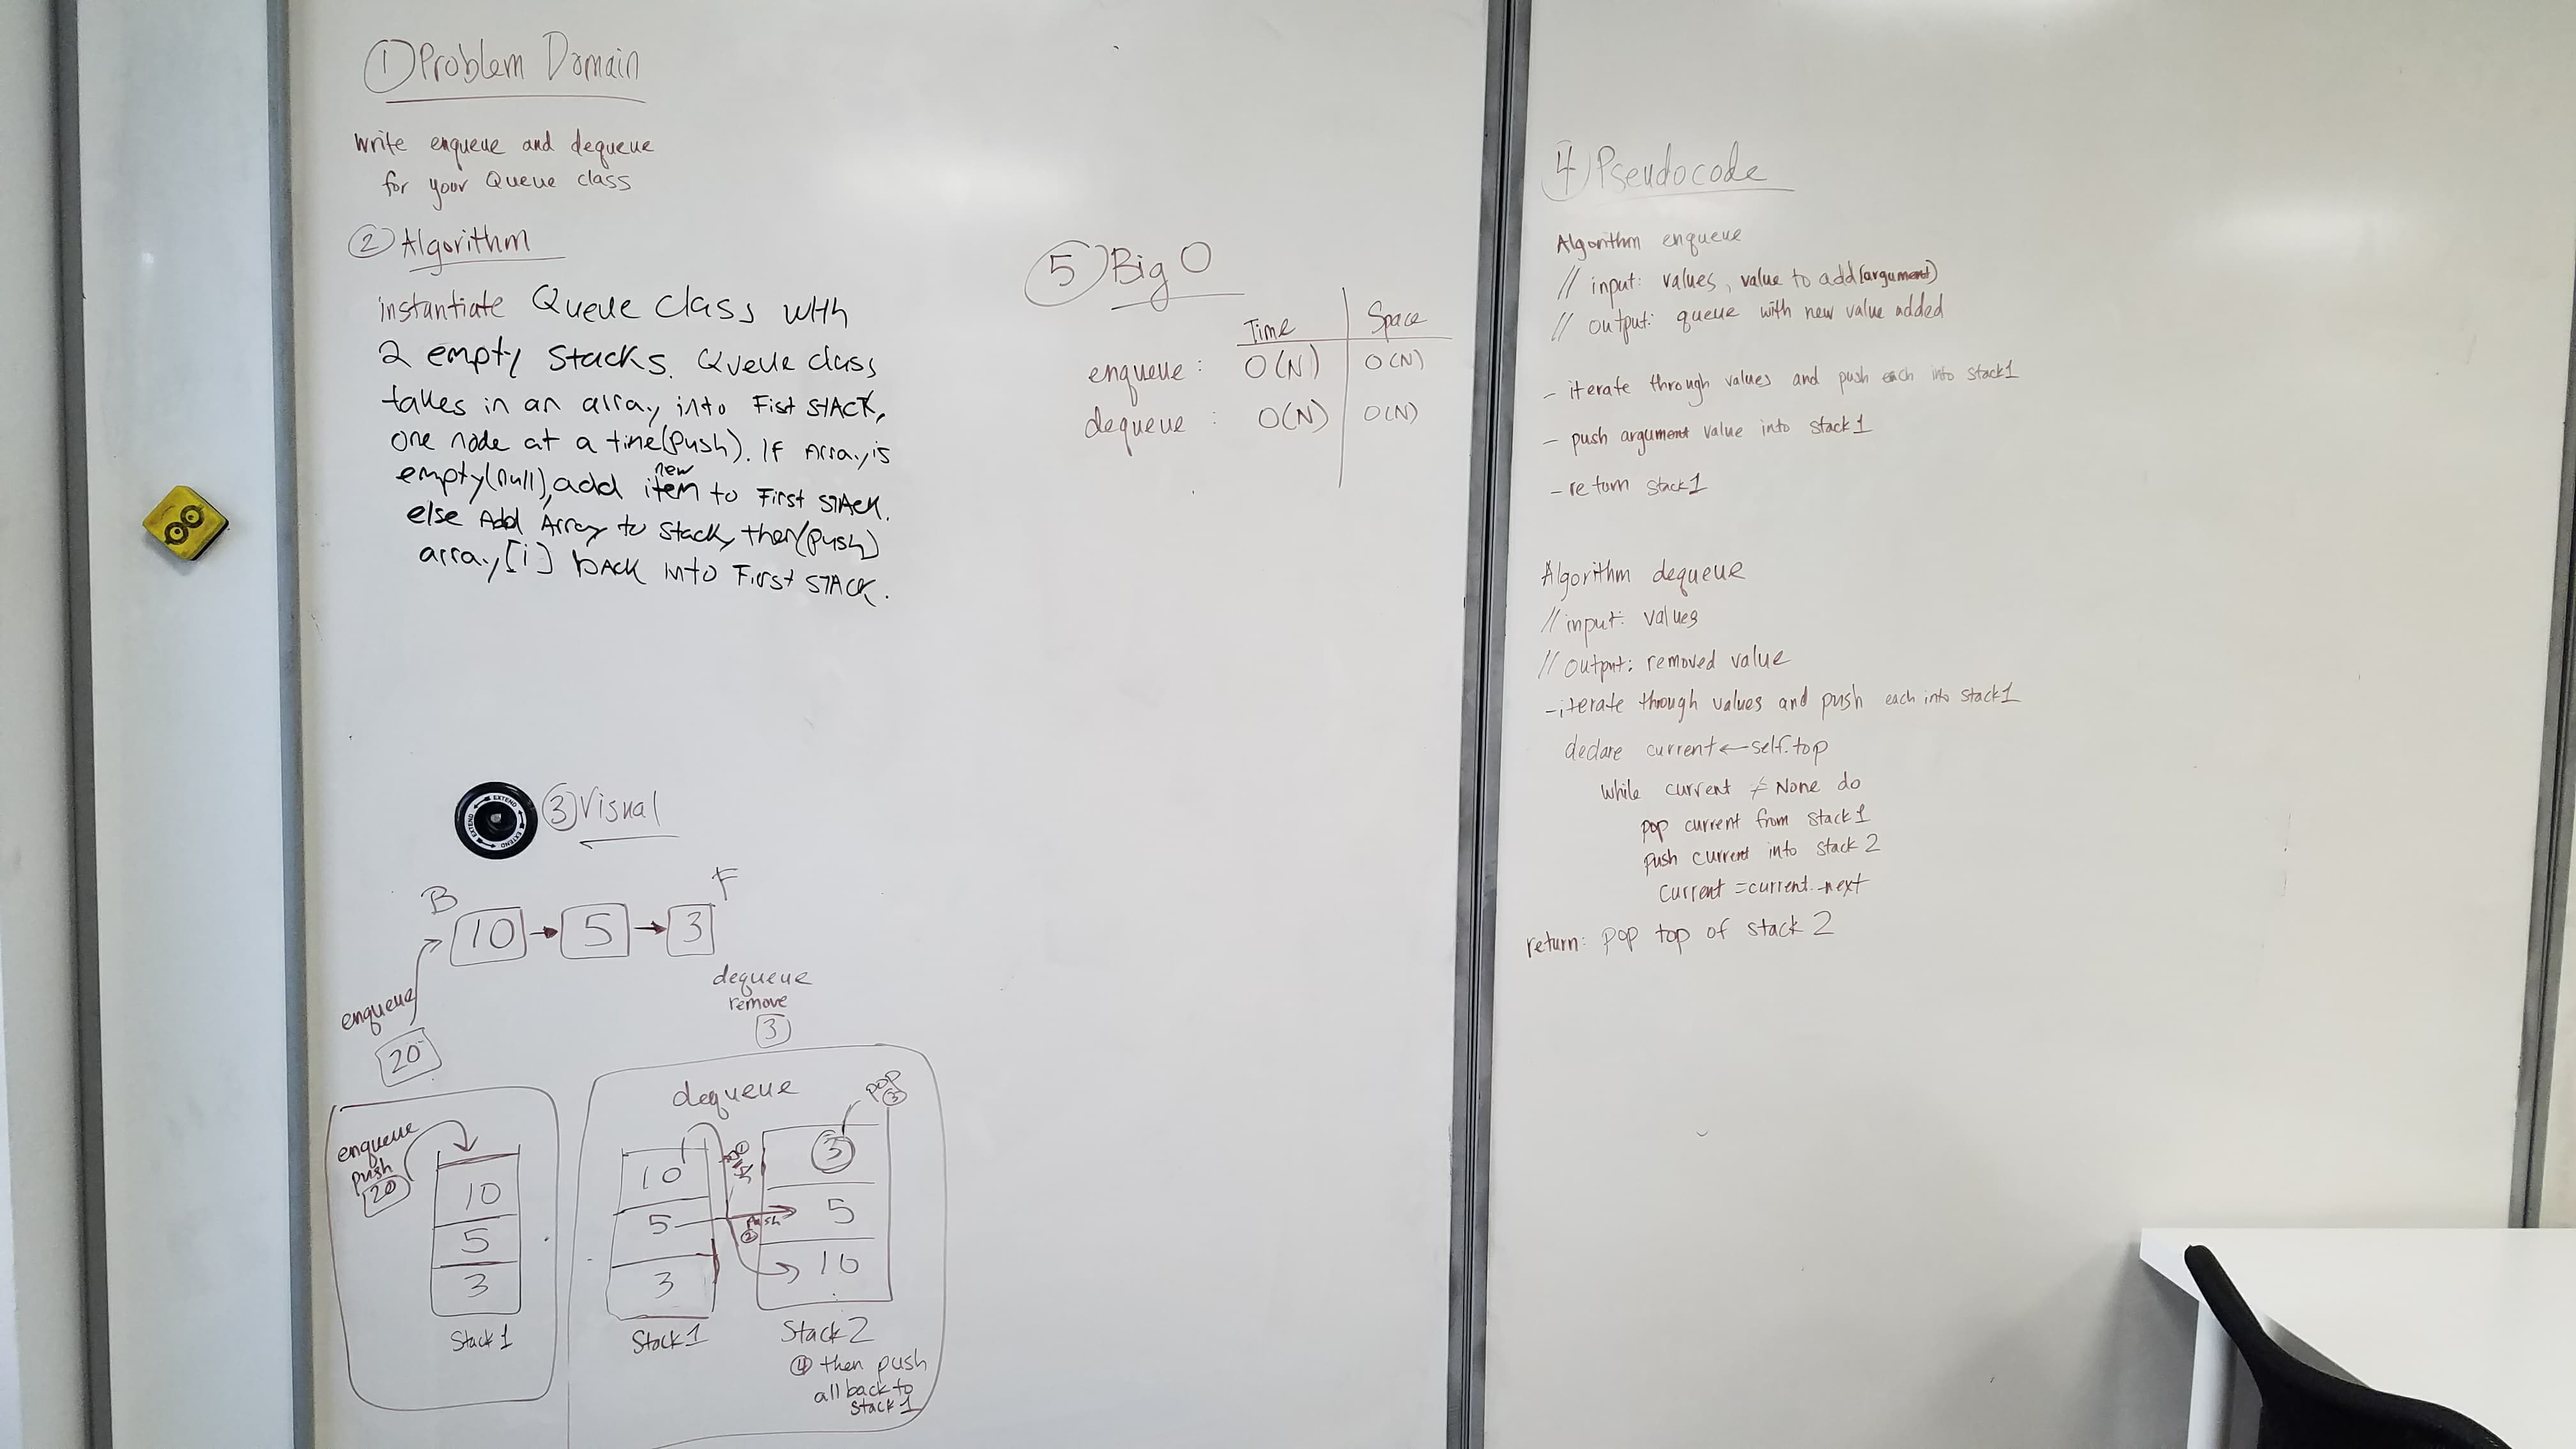 ① Problem Domain
Write enqueue and dequeue
for your Queue class
② Algorithm
instantiate Queue class with
2 empty stacks. Queue class
takes in an array into Fist STACK,
one node at a time(push). If Array is
empty(null), add new item to First STACK.
else Add Array to stack, then(push)
array[i] back into First STACK.
EXTEND EXTEND EXTEND EXTEND
③ Visual
B F
10 → 5 → 3
enqueue
20
dequeue
remove
3
enqueue
push
20
10
5
3
Stack 1
dequeue
pop
③
10
5
3
Stack 1
push
②
3
5
10
Stack 2
④ then push
all back to
stack 1
⑤ Big O
Time Space
enqueue: O(N) O(N)
dequeue: O(N) O(N)
④ Pseudocode
Algorithm enqueue
// input: values, value to add(argument)
// output: queue with new value added
- iterate through values and push each into stack1
- push argument value into stack1
- return stack1
Algorithm dequeue
// input: values
// output: removed value
- iterate through values and push each into stack1
declare current ← self.top
while current ≠ None do
pop current from stack1
push current into stack 2
current = current.next
return: pop top of stack 2